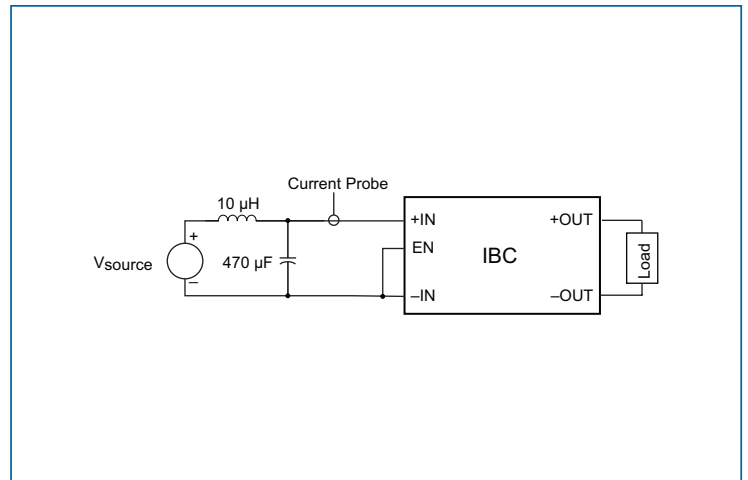 Current Probe
10 µH
+IN
+OUT
+
EN
IBC
Load
Vsource
470 µF
–
–IN
–OUT